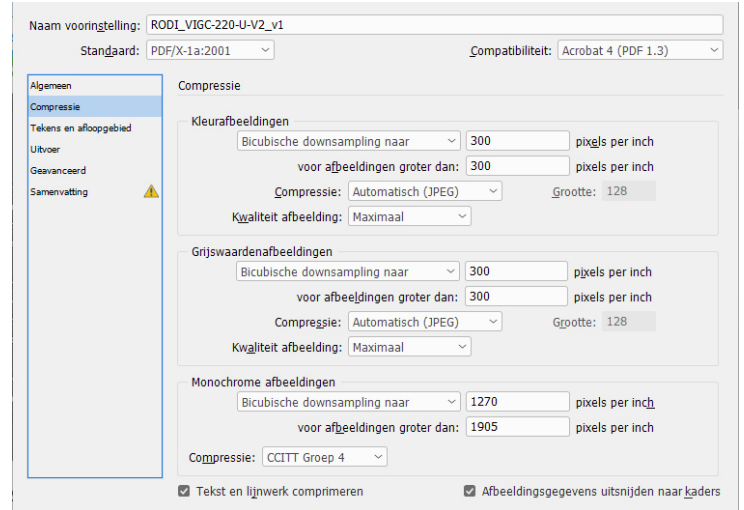 Naam voorinstelling: RODI_VIGC-220-U-V2_v1
Standaard: PDF/X-1a:2001 Compatibiliteit: Acrobat 4 (PDF 1.3)
Algemeen
Compressie
Tekens en afloopgebied
Uitvoer
Geavanceerd
Samenvatting
Compressie
Kleurafbeeldingen
Bicubische downsampling naar 300 pixels per inch
voor afbeeldingen groter dan: 300 pixels per inch
Compressie: Automatisch (JPEG) Grootte: 128
Kwaliteit afbeelding: Maximaal
Grijswaardenafbeeldingen
Bicubische downsampling naar 300 pixels per inch
voor afbeeldingen groter dan: 300 pixels per inch
Compressie: Automatisch (JPEG) Grootte: 128
Kwaliteit afbeelding: Maximaal
Monochrome afbeeldingen
Bicubische downsampling naar 1270 pixels per inch
voor afbeeldingen groter dan: 1905 pixels per inch
Compressie: CCITT Groep 4
Tekst en lijnwerk comprimeren Afbeeldingsgegevens uitsnijden naar kaders